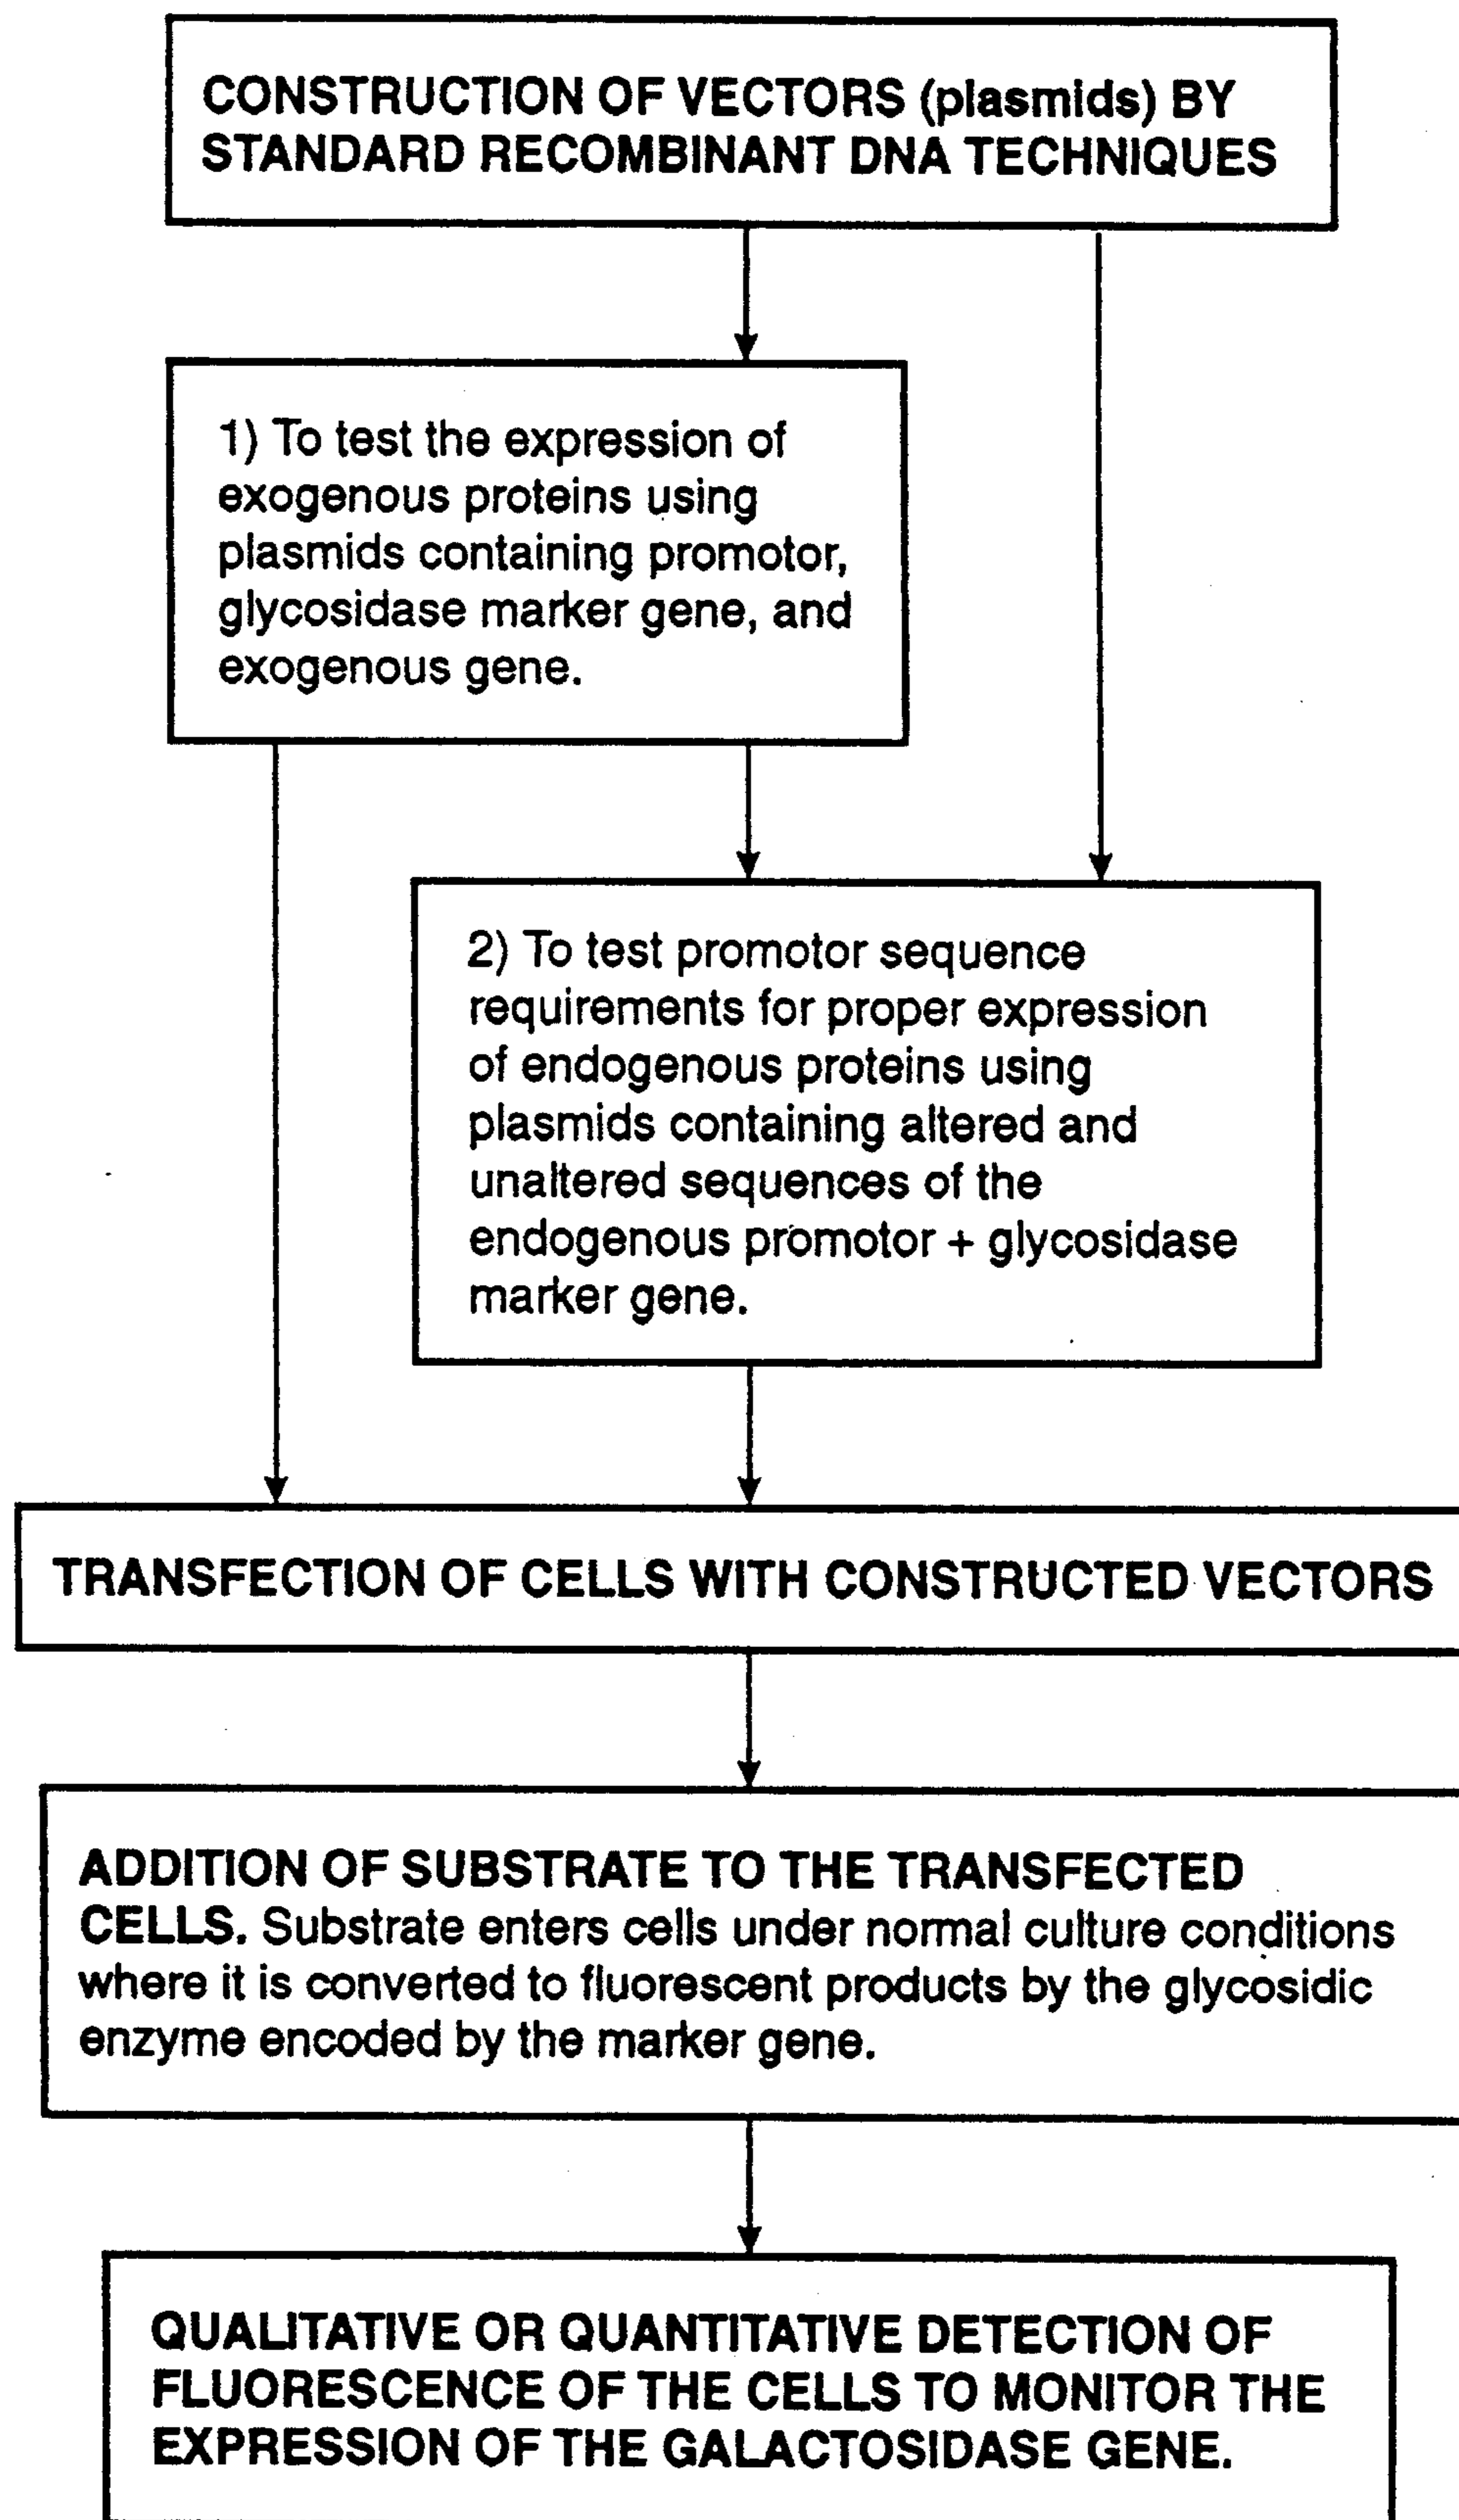 CONSTRUCTION OF VECTORS (plasmids) BY
STANDARD RECOMBINANT DNA TECHNIQUES
1) To test the expression of
exogenous proteins using
plasmids containing promotor,
glycosidase marker gene, and
exogenous gene.
2) To test promotor sequence
requirements for proper expression
of endogenous proteins using
plasmids containing altered and
unaltered sequences of the
endogenous promotor + glycosidase
marker gene.
TRANSFECTION OF CELLS WITH CONSTRUCTED VECTORS
ADDITION OF SUBSTRATE TO THE TRANSFECTED
CELLS. Substrate enters cells under normal culture conditions
where it is converted to fluorescent products by the glycosidic
enzyme encoded by the marker gene.
QUALITATIVE OR QUANTITATIVE DETECTION OF
FLUORESCENCE OF THE CELLS TO MONITOR THE
EXPRESSION OF THE GALACTOSIDASE GENE.